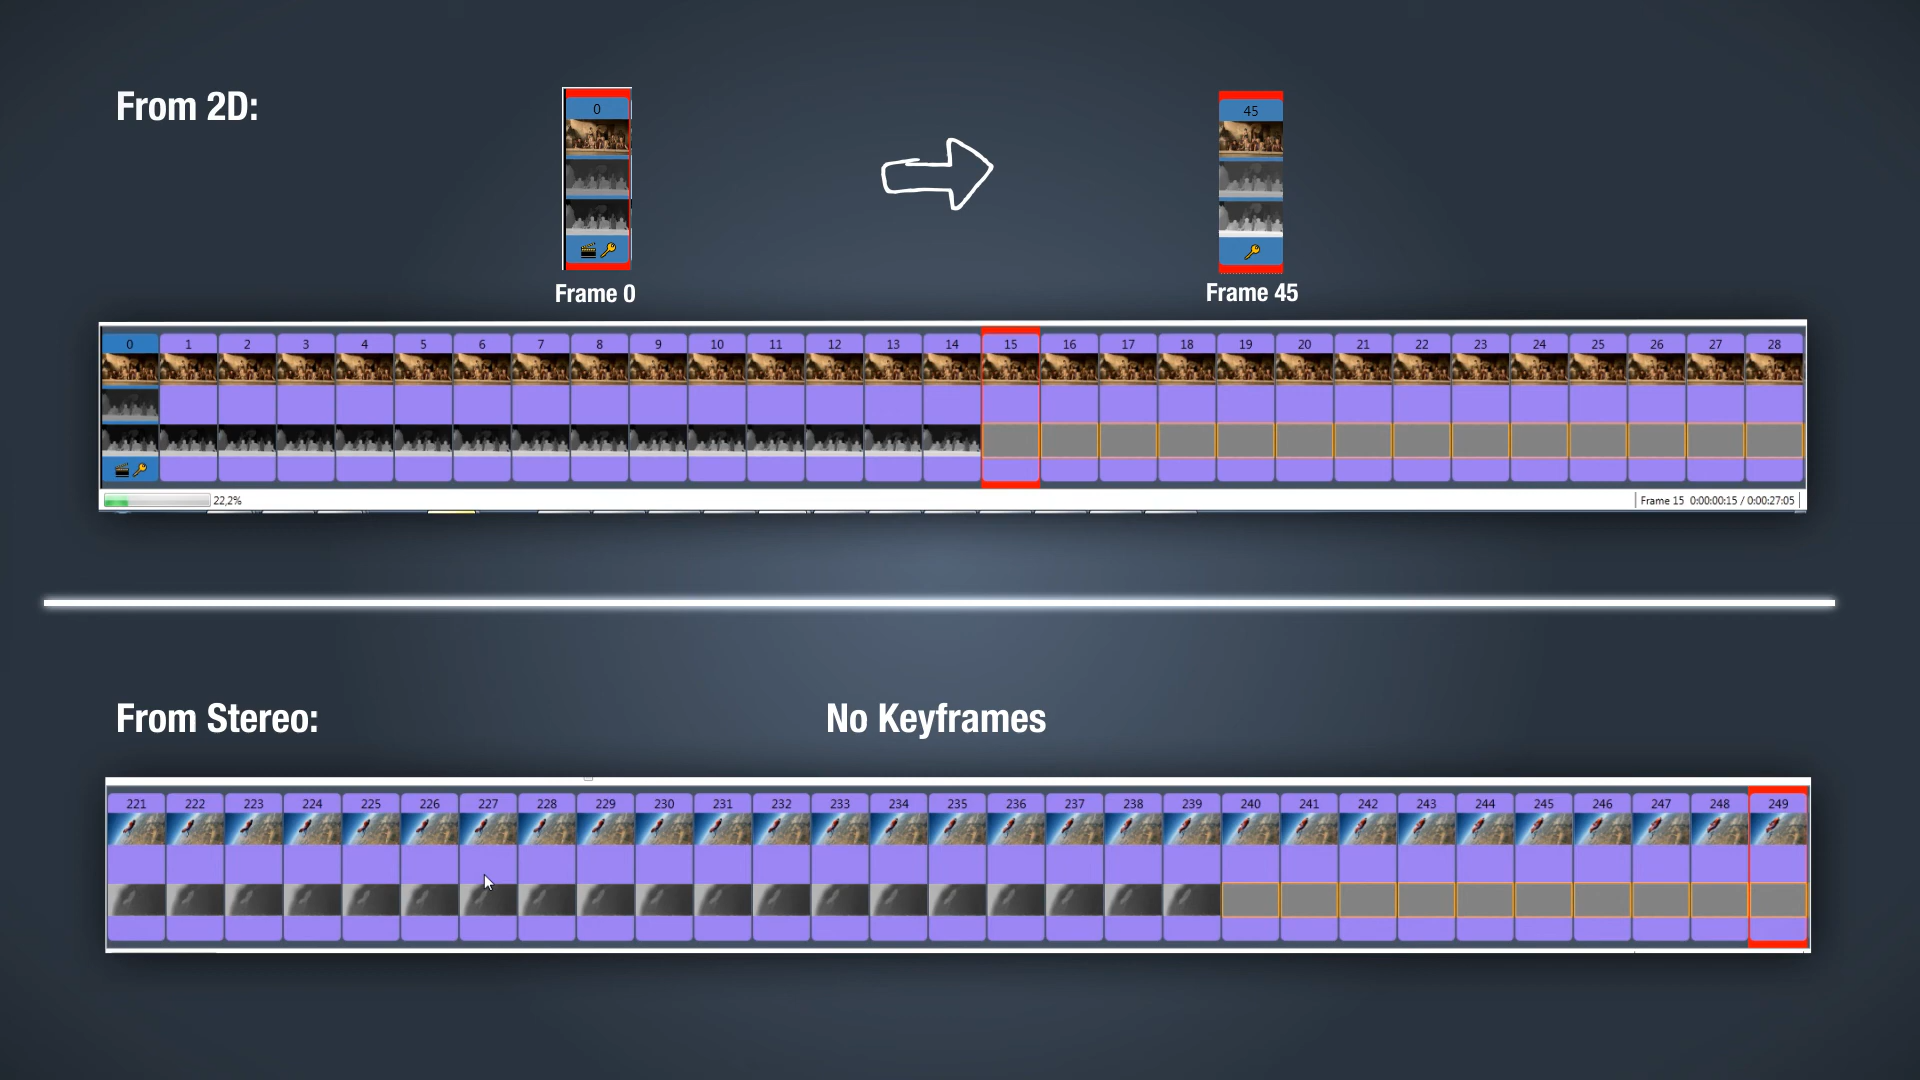 From 2D:
0
45
Frame 0
Frame 45
0 1 2 3 4 5 6 7 8 9 10 11 12 13 14 15 16 17 18 19 20 21 22 23 24 25 26 27 28
22,2%
Frame 15 0:00:00:15 / 0:00:27:05
From Stereo:
No Keyframes
221 222 223 224 225 226 227 228 229 230 231 232 233 234 235 236 237 238 239 240 241 242 243 244 245 246 247 248 249